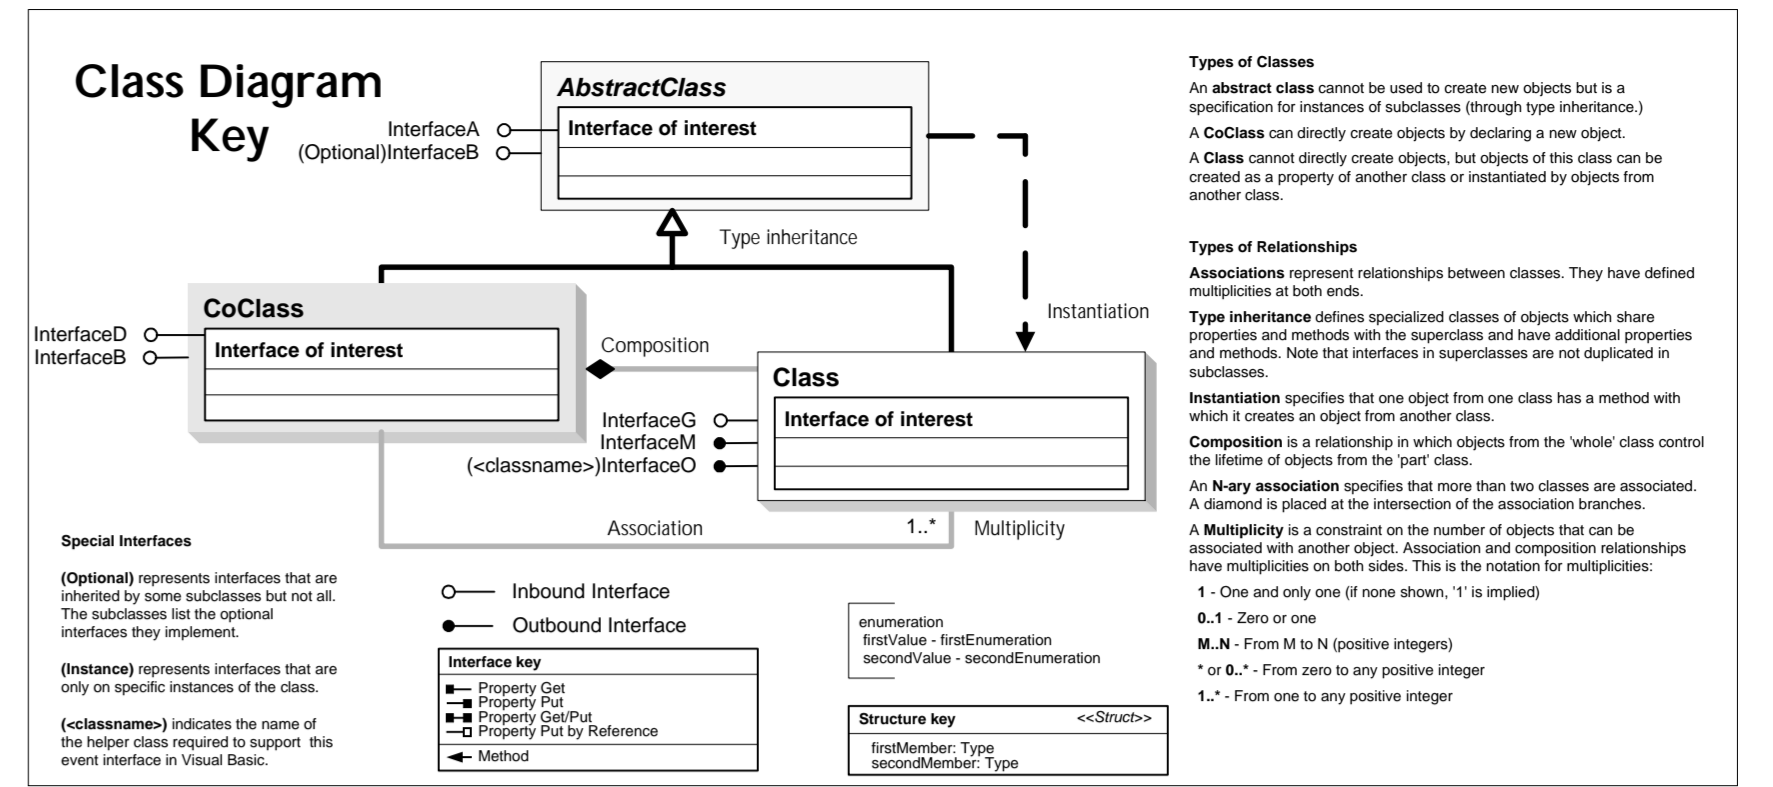 Class Diagram
Key
AbstractClass
Interface of interest
InterfaceA
(Optional)InterfaceB
Type inheritance
Instantiation
CoClass
Interface of interest
InterfaceD
InterfaceB
Composition
Class
Interface of interest
InterfaceG
InterfaceM
(<classname>)InterfaceO
Association
1..*
Multiplicity
Special Interfaces
(Optional) represents interfaces that are
inherited by some subclasses but not all.
The subclasses list the optional
interfaces they implement.
(Instance) represents interfaces that are
only on specific instances of the class.
(<classname>) indicates the name of
the helper class required to support this
event interface in Visual Basic.
Inbound Interface
Outbound Interface
Interface key
Property Get
Property Put
Property Get/Put
Property Put by Reference
Method
enumeration
firstValue - firstEnumeration
secondValue - secondEnumeration
Structure key <<Struct>>
firstMember: Type
secondMember: Type
Types of Classes
An abstract class cannot be used to create new objects but is a
specification for instances of subclasses (through type inheritance.)
A CoClass can directly create objects by declaring a new object.
A Class cannot directly create objects, but objects of this class can be
created as a property of another class or instantiated by objects from
another class.
Types of Relationships
Associations represent relationships between classes. They have defined
multiplicities at both ends.
Type inheritance defines specialized classes of objects which share
properties and methods with the superclass and have additional properties
and methods. Note that interfaces in superclasses are not duplicated in
subclasses.
Instantiation specifies that one object from one class has a method with
which it creates an object from another class.
Composition is a relationship in which objects from the 'whole' class control
the lifetime of objects from the 'part' class.
An N-ary association specifies that more than two classes are associated.
A diamond is placed at the intersection of the association branches.
A Multiplicity is a constraint on the number of objects that can be
associated with another object. Association and composition relationships
have multiplicities on both sides. This is the notation for multiplicities:
1 - One and only one (if none shown, '1' is implied)
0..1 - Zero or one
M..N - From M to N (positive integers)
* or 0..* - From zero to any positive integer
1..* - From one to any positive integer